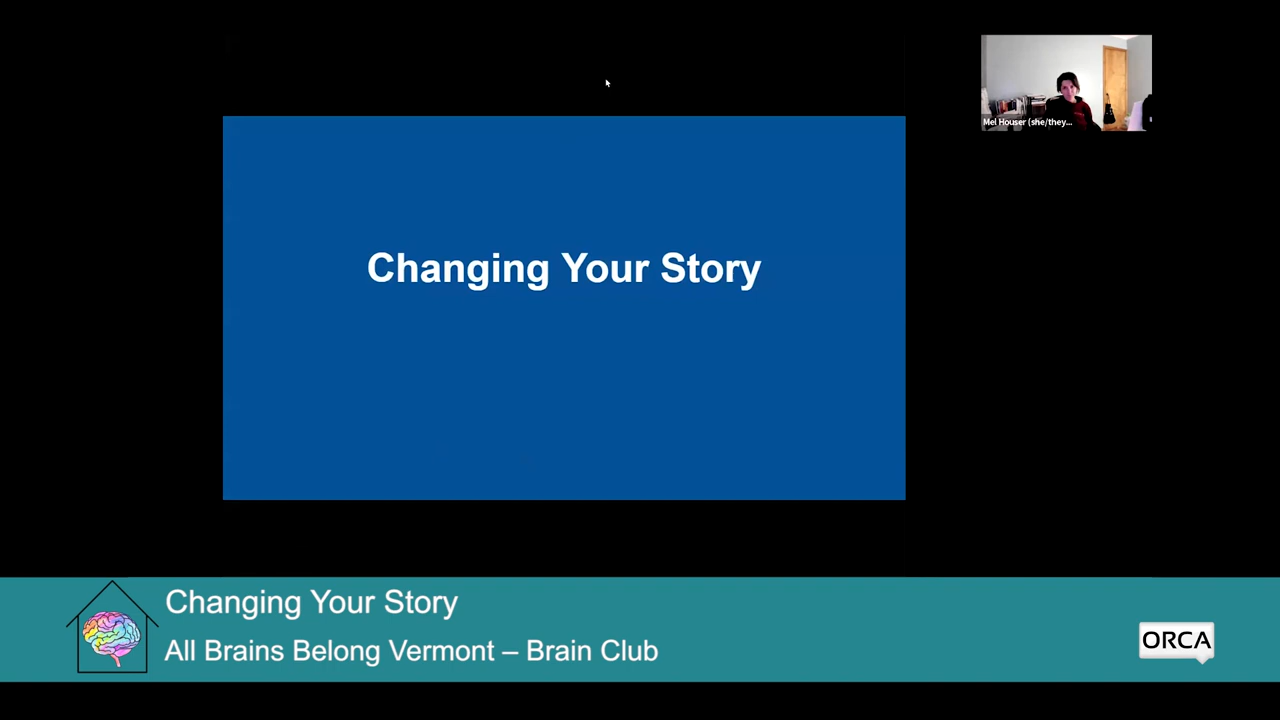 Mel Houser (she/they...
Changing Your Story
Changing Your Story
All Brains Belong Vermont – Brain Club
ORCA